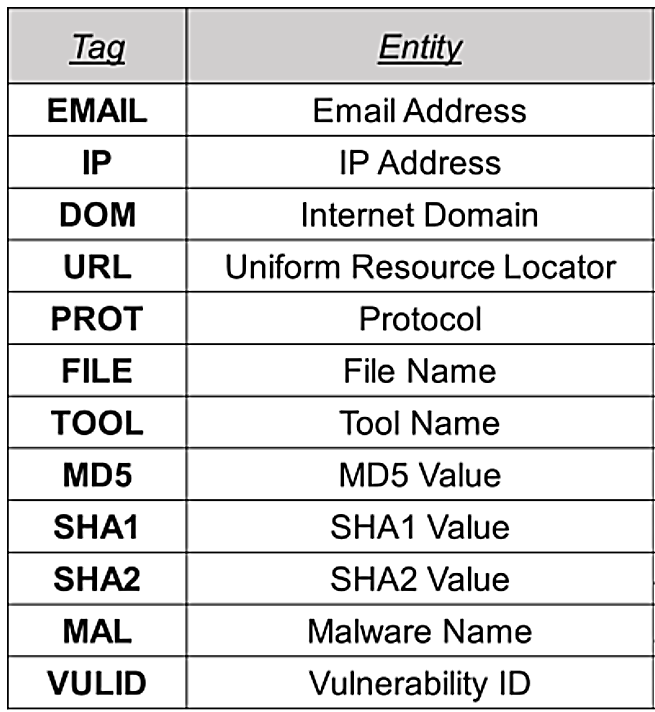 Tag Entity
EMAIL Email Address
IP IP Address
DOM Internet Domain
URL Uniform Resource Locator
PROT Protocol
FILE File Name
TOOL Tool Name
MD5 MD5 Value
SHA1 SHA1 Value
SHA2 SHA2 Value
MAL Malware Name
VULID Vulnerability ID